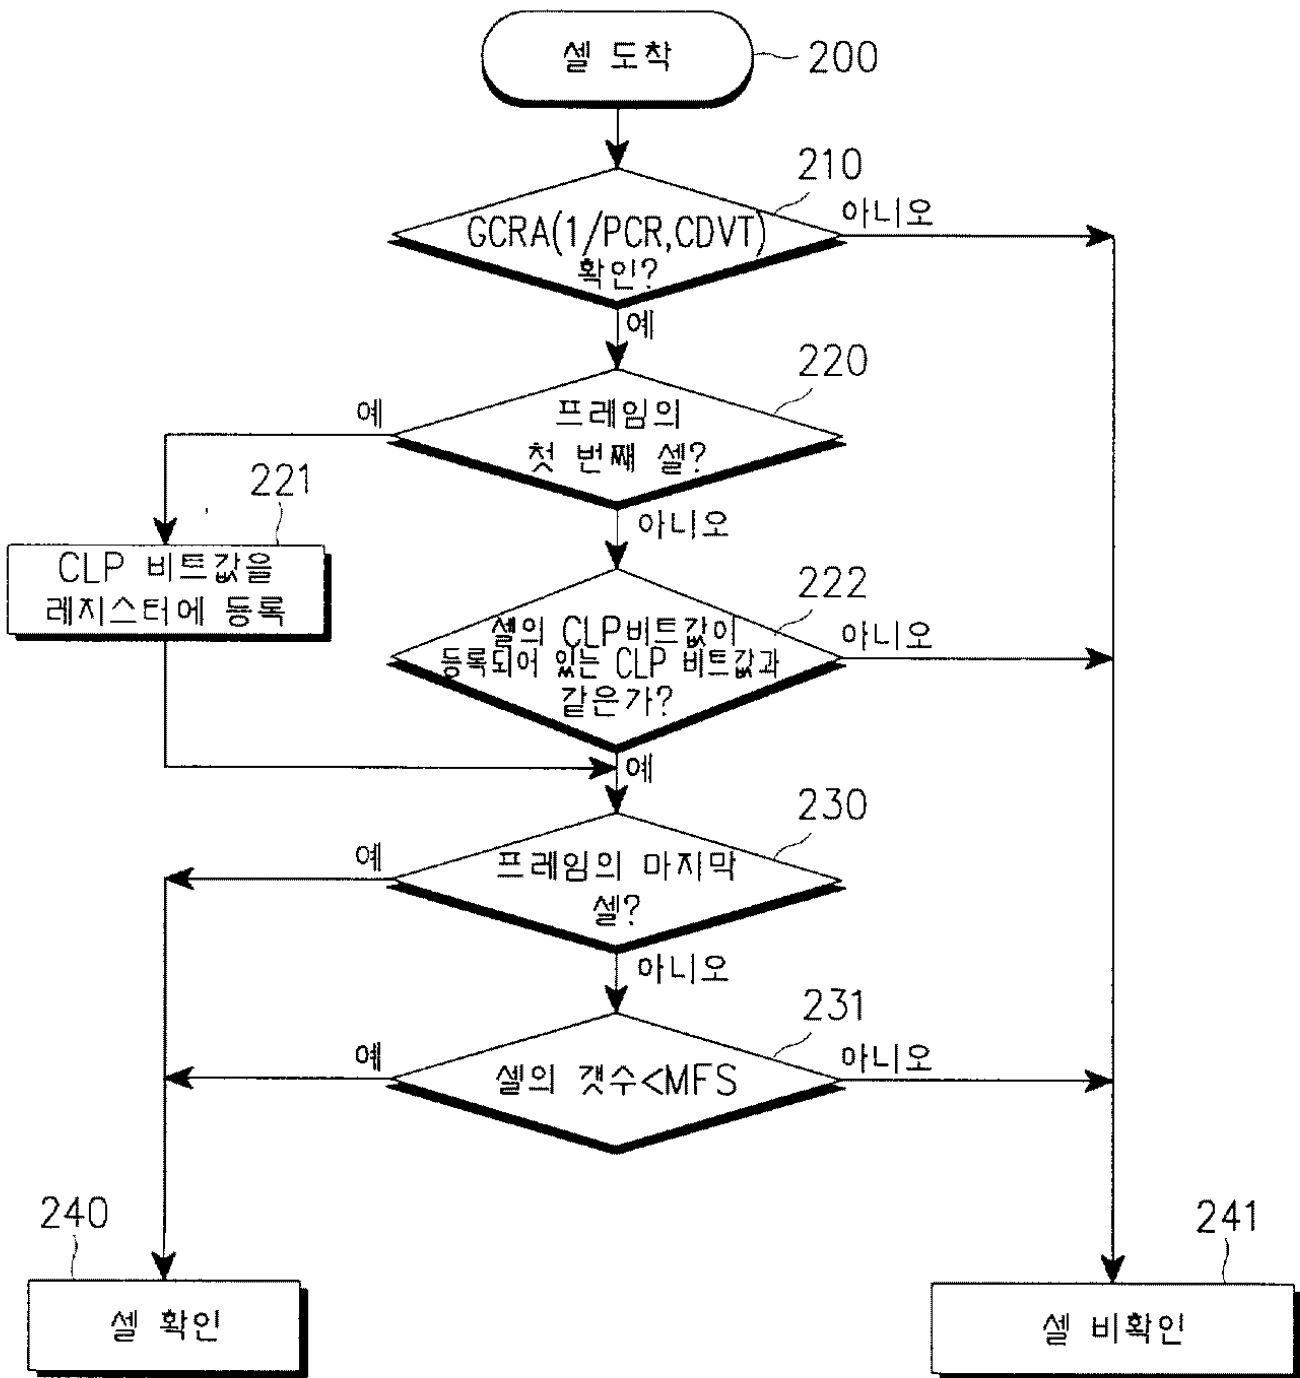 셀 도착
200
210
GCRA(1/PCR,CDVT)
확인?
아니오
예
220
프레임의
첫 번째 셀?
예
아니오
221
CLP 비트값을
레지스터에 등록
222
셀의 CLP비트값이
등록되어 있는 CLP 비트값과
같은가?
아니오
예
230
프레임의 마지막
셀?
예
아니오
231
셀의 갯수<MFS
예
아니오
240
셀 확인
241
셀 비확인